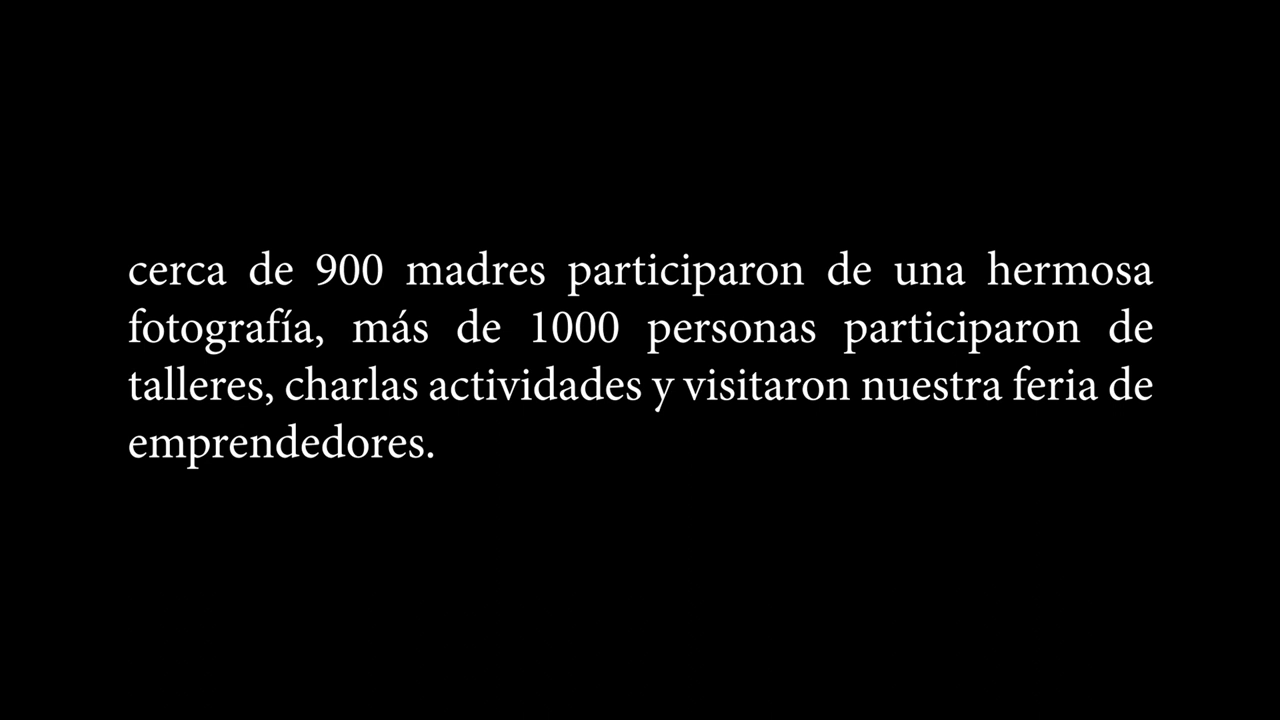 cerca de 900 madres participaron de una hermosa
fotografía, más de 1000 personas participaron de
talleres, charlas actividades y visitaron nuestra feria de
emprendedores.